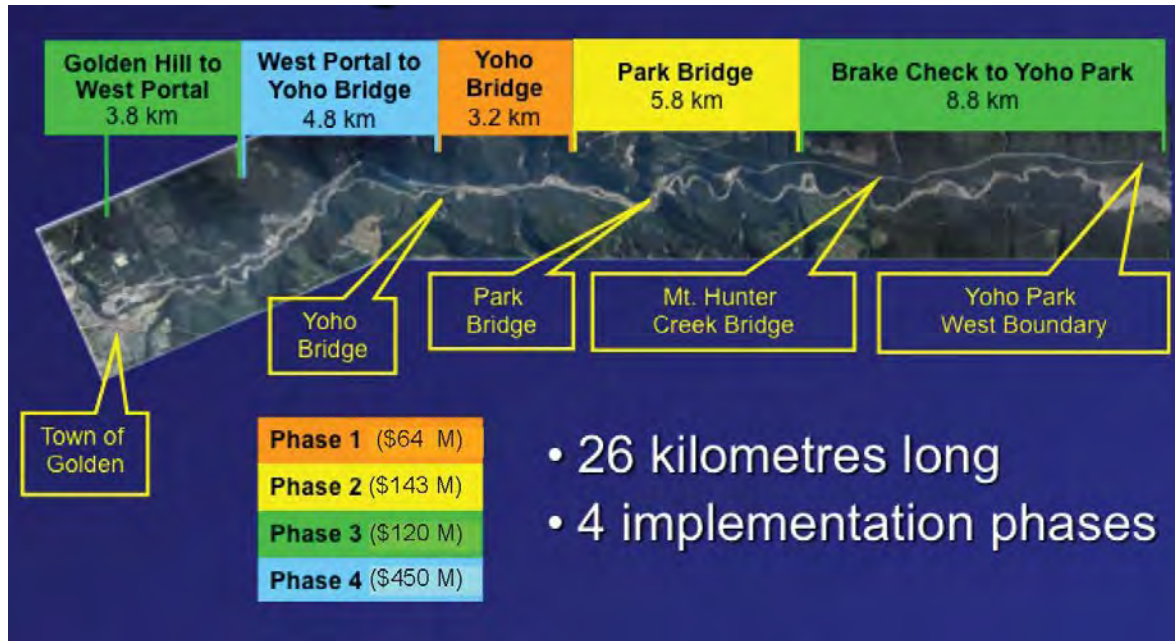 Golden Hill to
West Portal
3.8 km
West Portal to
Yoho Bridge
4.8 km
Yoho
Bridge
3.2 km
Park Bridge
5.8 km
Brake Check to Yoho Park
8.8 km
Town of
Golden
Yoho
Bridge
Park
Bridge
Mt. Hunter
Creek Bridge
Yoho Park
West Boundary
Phase 1 ($64 M)
Phase 2 ($143 M)
Phase 3 ($120 M)
Phase 4 ($450 M)
• 26 kilometres long
• 4 implementation phases